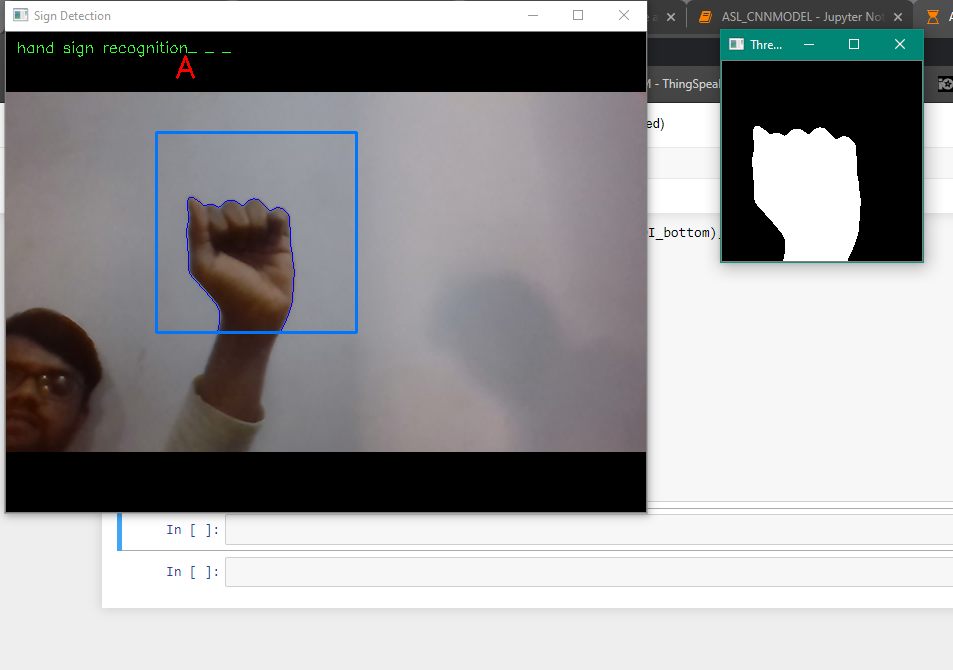 Sign Detection
hand sign recognition_ _ _
A
ASL_CNNMODEL - Jupyter Not
Thre...
M - ThingSpeak
ed)
I_bottom),
In [ ]:
In [ ]: